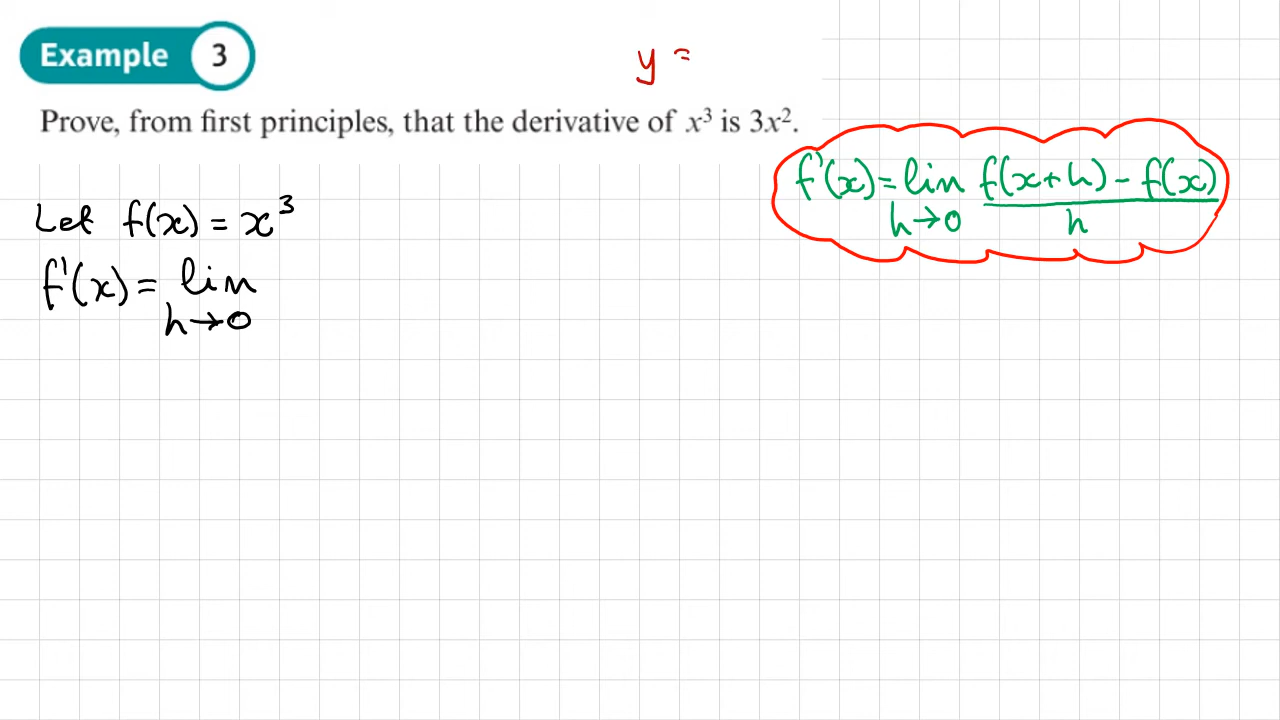 Example 3
y =
Prove, from first principles, that the derivative of x³ is 3x².
f'(x) = lim f(x+h) - f(x)
h→0 h
Let f(x) = x³
f'(x) = lim
h→0